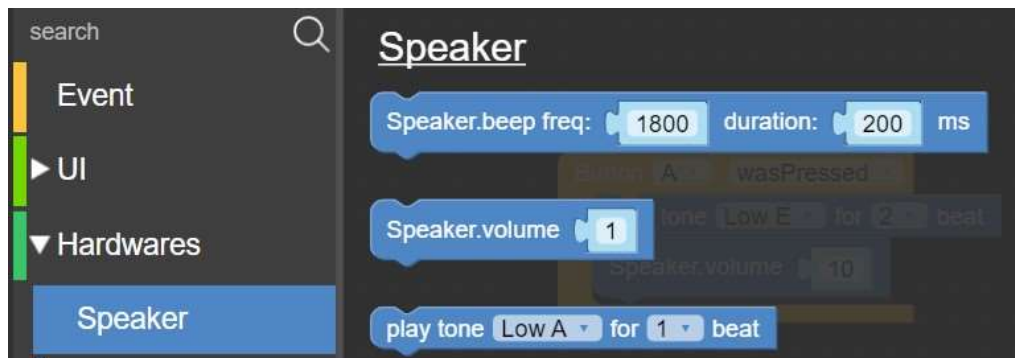 search
Event
UI
Hardwares
Speaker
Speaker
Speaker.beep freq: 1800 duration: 200 ms
Button A wasPressed
Speaker.volume 1
tone Low E for 2 beat
Speaker.volume 10
play tone Low A for 1 beat